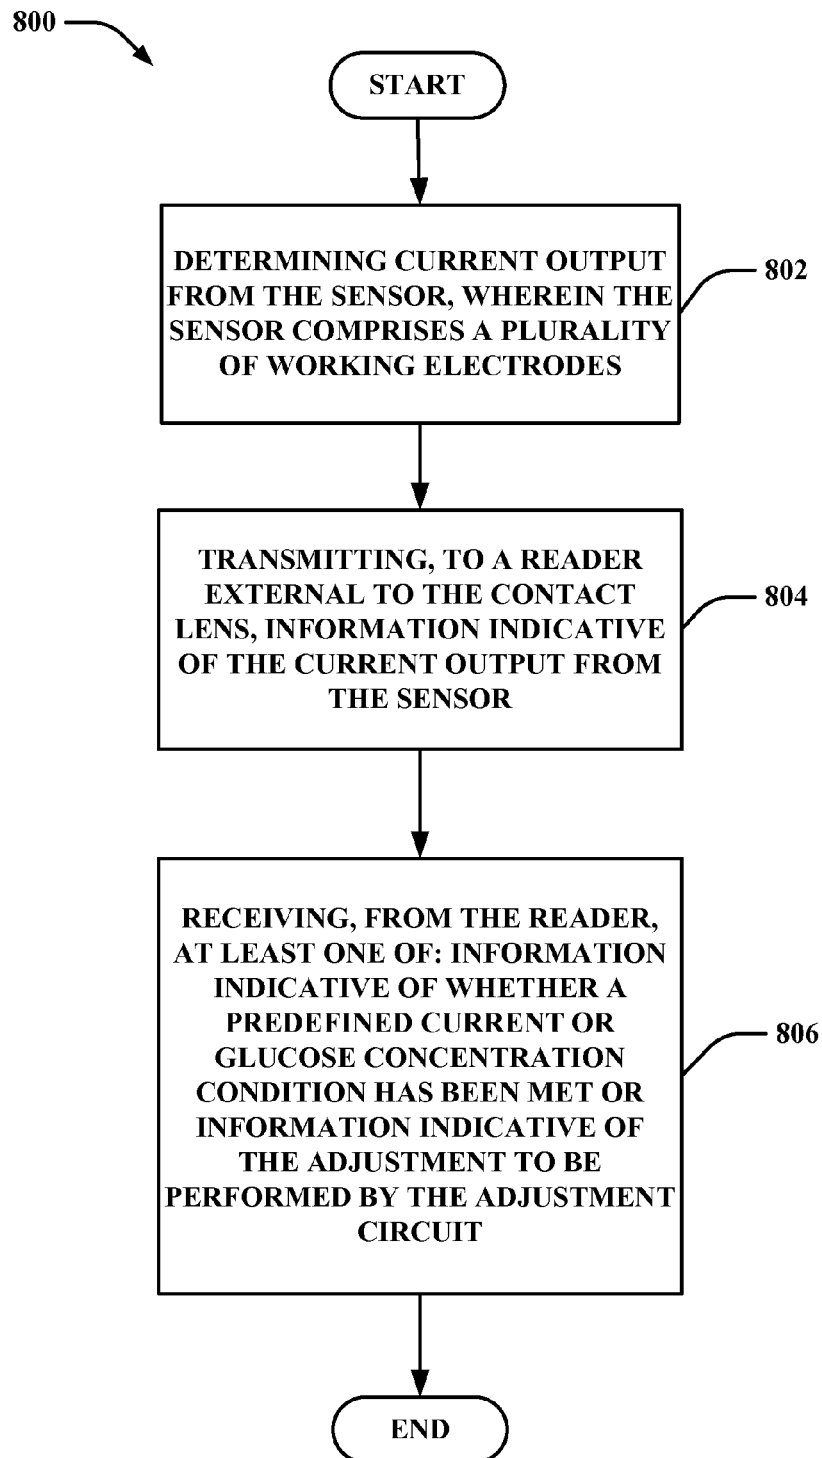 800
START
DETERMINING CURRENT OUTPUT
FROM THE SENSOR, WHEREIN THE
SENSOR COMPRISES A PLURALITY
OF WORKING ELECTRODES
802
TRANSMITTING, TO A READER
EXTERNAL TO THE CONTACT
LENS, INFORMATION INDICATIVE
OF THE CURRENT OUTPUT FROM
THE SENSOR
804
RECEIVING, FROM THE READER,
AT LEAST ONE OF: INFORMATION
INDICATIVE OF WHETHER A
PREDEFINED CURRENT OR
GLUCOSE CONCENTRATION
CONDITION HAS BEEN MET OR
INFORMATION INDICATIVE OF
THE ADJUSTMENT TO BE
PERFORMED BY THE ADJUSTMENT
CIRCUIT
806
END